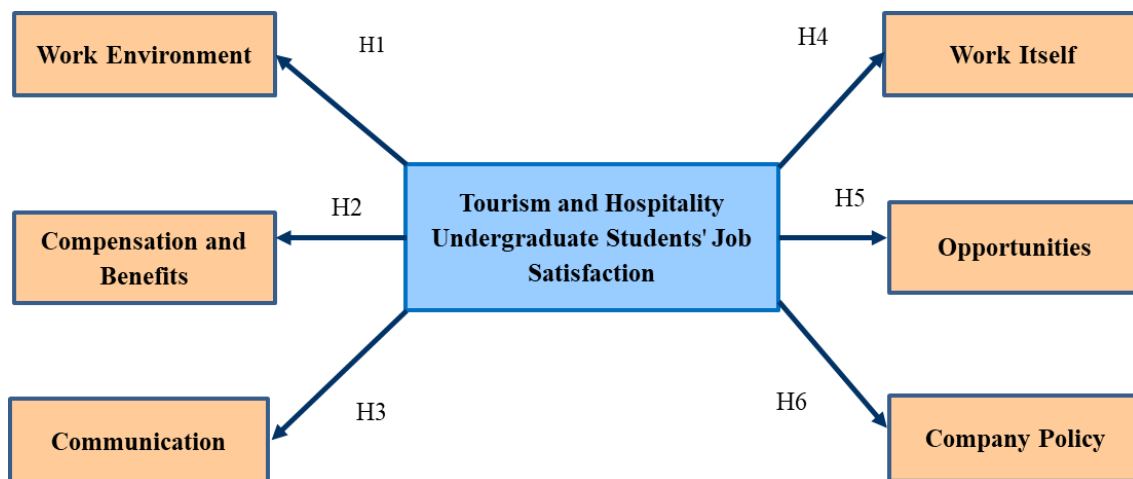 Work Environment
H1
H4
Work Itself
Compensation and
Benefits
H2
Tourism and Hospitality
Undergraduate Students' Job
Satisfaction
H5
Opportunities
Communication
H3
H6
Company Policy